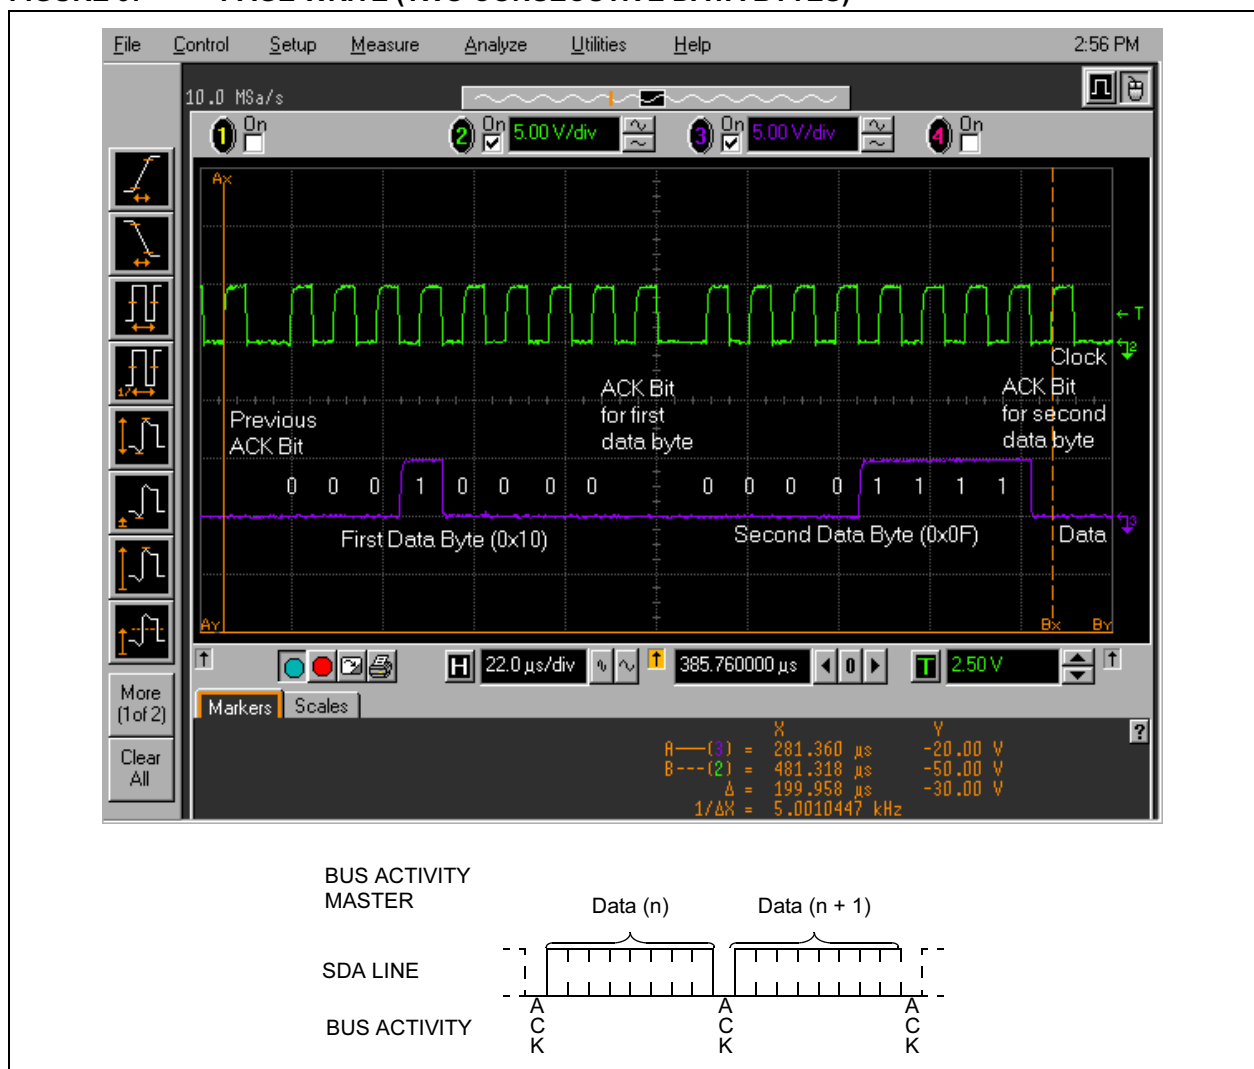 File Control Setup Measure Analyze Utilities Help 2:56 PM
10.0 MSa/s
1 On 2 On 5.00 V/div 3 On 5.00 V/div 4 On
Ax
T
2
Clock
Previous
ACK Bit
ACK Bit
for first
data byte
ACK Bit
for second
data byte
0 0 0 1 0 0 0 0 0 0 0 0 1 1 1 1
3
First Data Byte (0x10) Second Data Byte (0x0F) Data
Ay Bx By
H 22.0 µs/div 385.760000 µs 0 T 2.50 V
More
(1 of 2)
Clear
All
Markers Scales
?
X Y
A——(3) = 281.360 µs -20.00 V
B---(2) = 481.318 µs -50.00 V
Δ = 199.958 µs -30.00 V
1/ΔX = 5.0010447 kHz
BUS ACTIVITY
MASTER
Data (n) Data (n + 1)
SDA LINE
BUS ACTIVITY
ACK ACK ACK